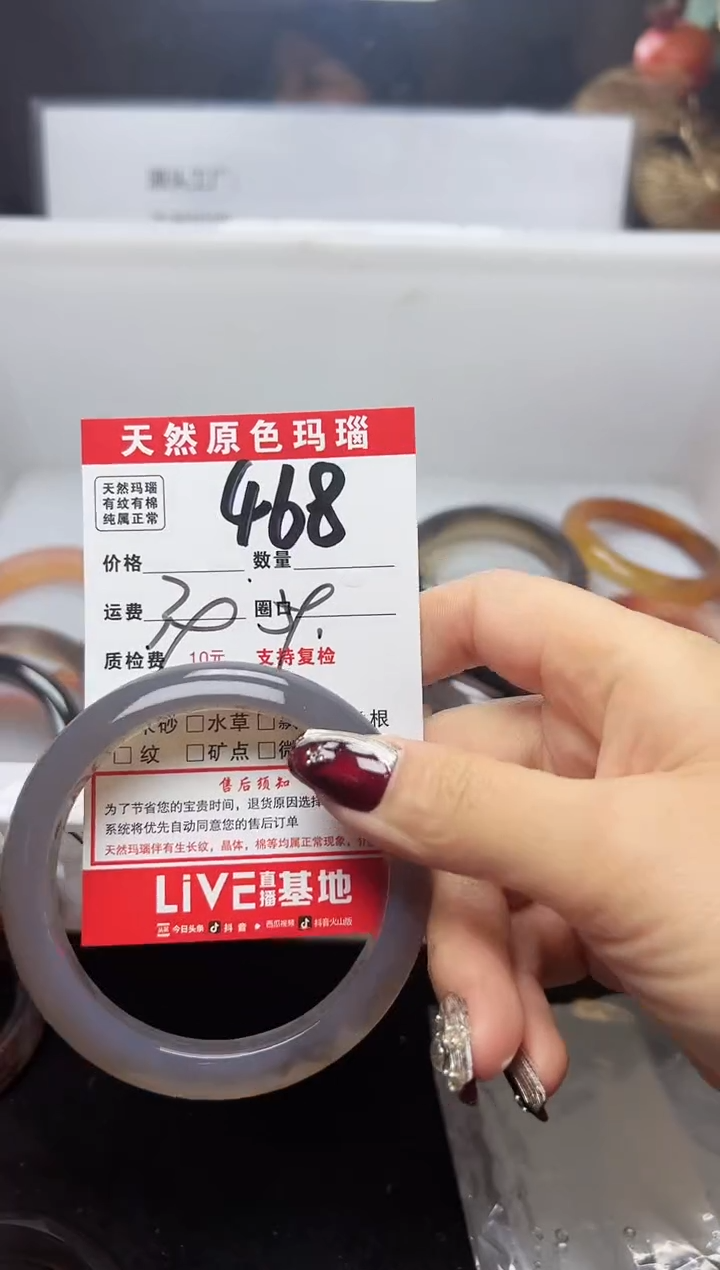 天然原色玛瑙
468
天然玛瑙
有纹有棉
纯属正常
价格 数量
运费 圈口
质检费 10元 支持复检
砂 □水草 □ 根
□ 纹 □矿点 □微
售后须知
为了节省您的宝贵时间，退货原因选择
系统将优先自动同意您的售后订单
天然玛瑙伴有生长纹，晶体，棉等均属正常现象，
LIVE 直播 基地
头条 今日头条 抖音 西瓜视频 抖音火山版